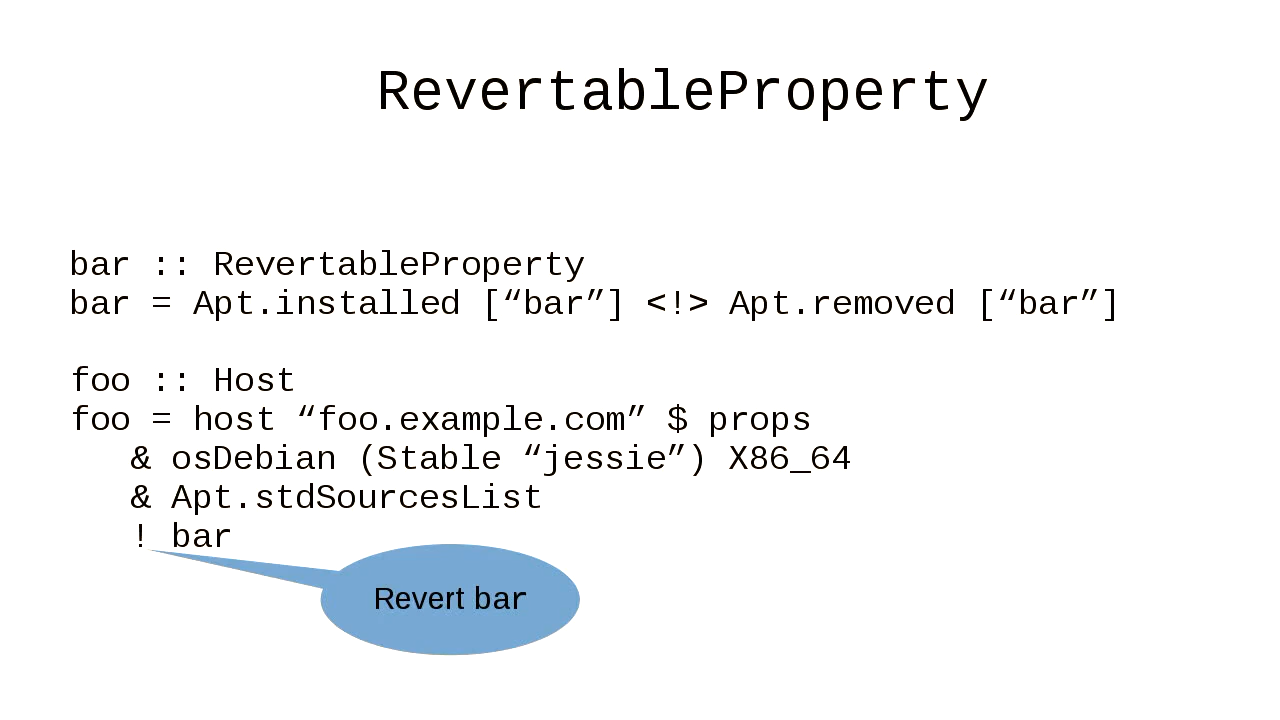 RevertableProperty
bar :: RevertableProperty
bar = Apt.installed [“bar”] <!> Apt.removed [“bar”]
foo :: Host
foo = host “foo.example.com” $ props
& osDebian (Stable “jessie”) X86_64
& Apt.stdSourcesList
! bar
Revert bar